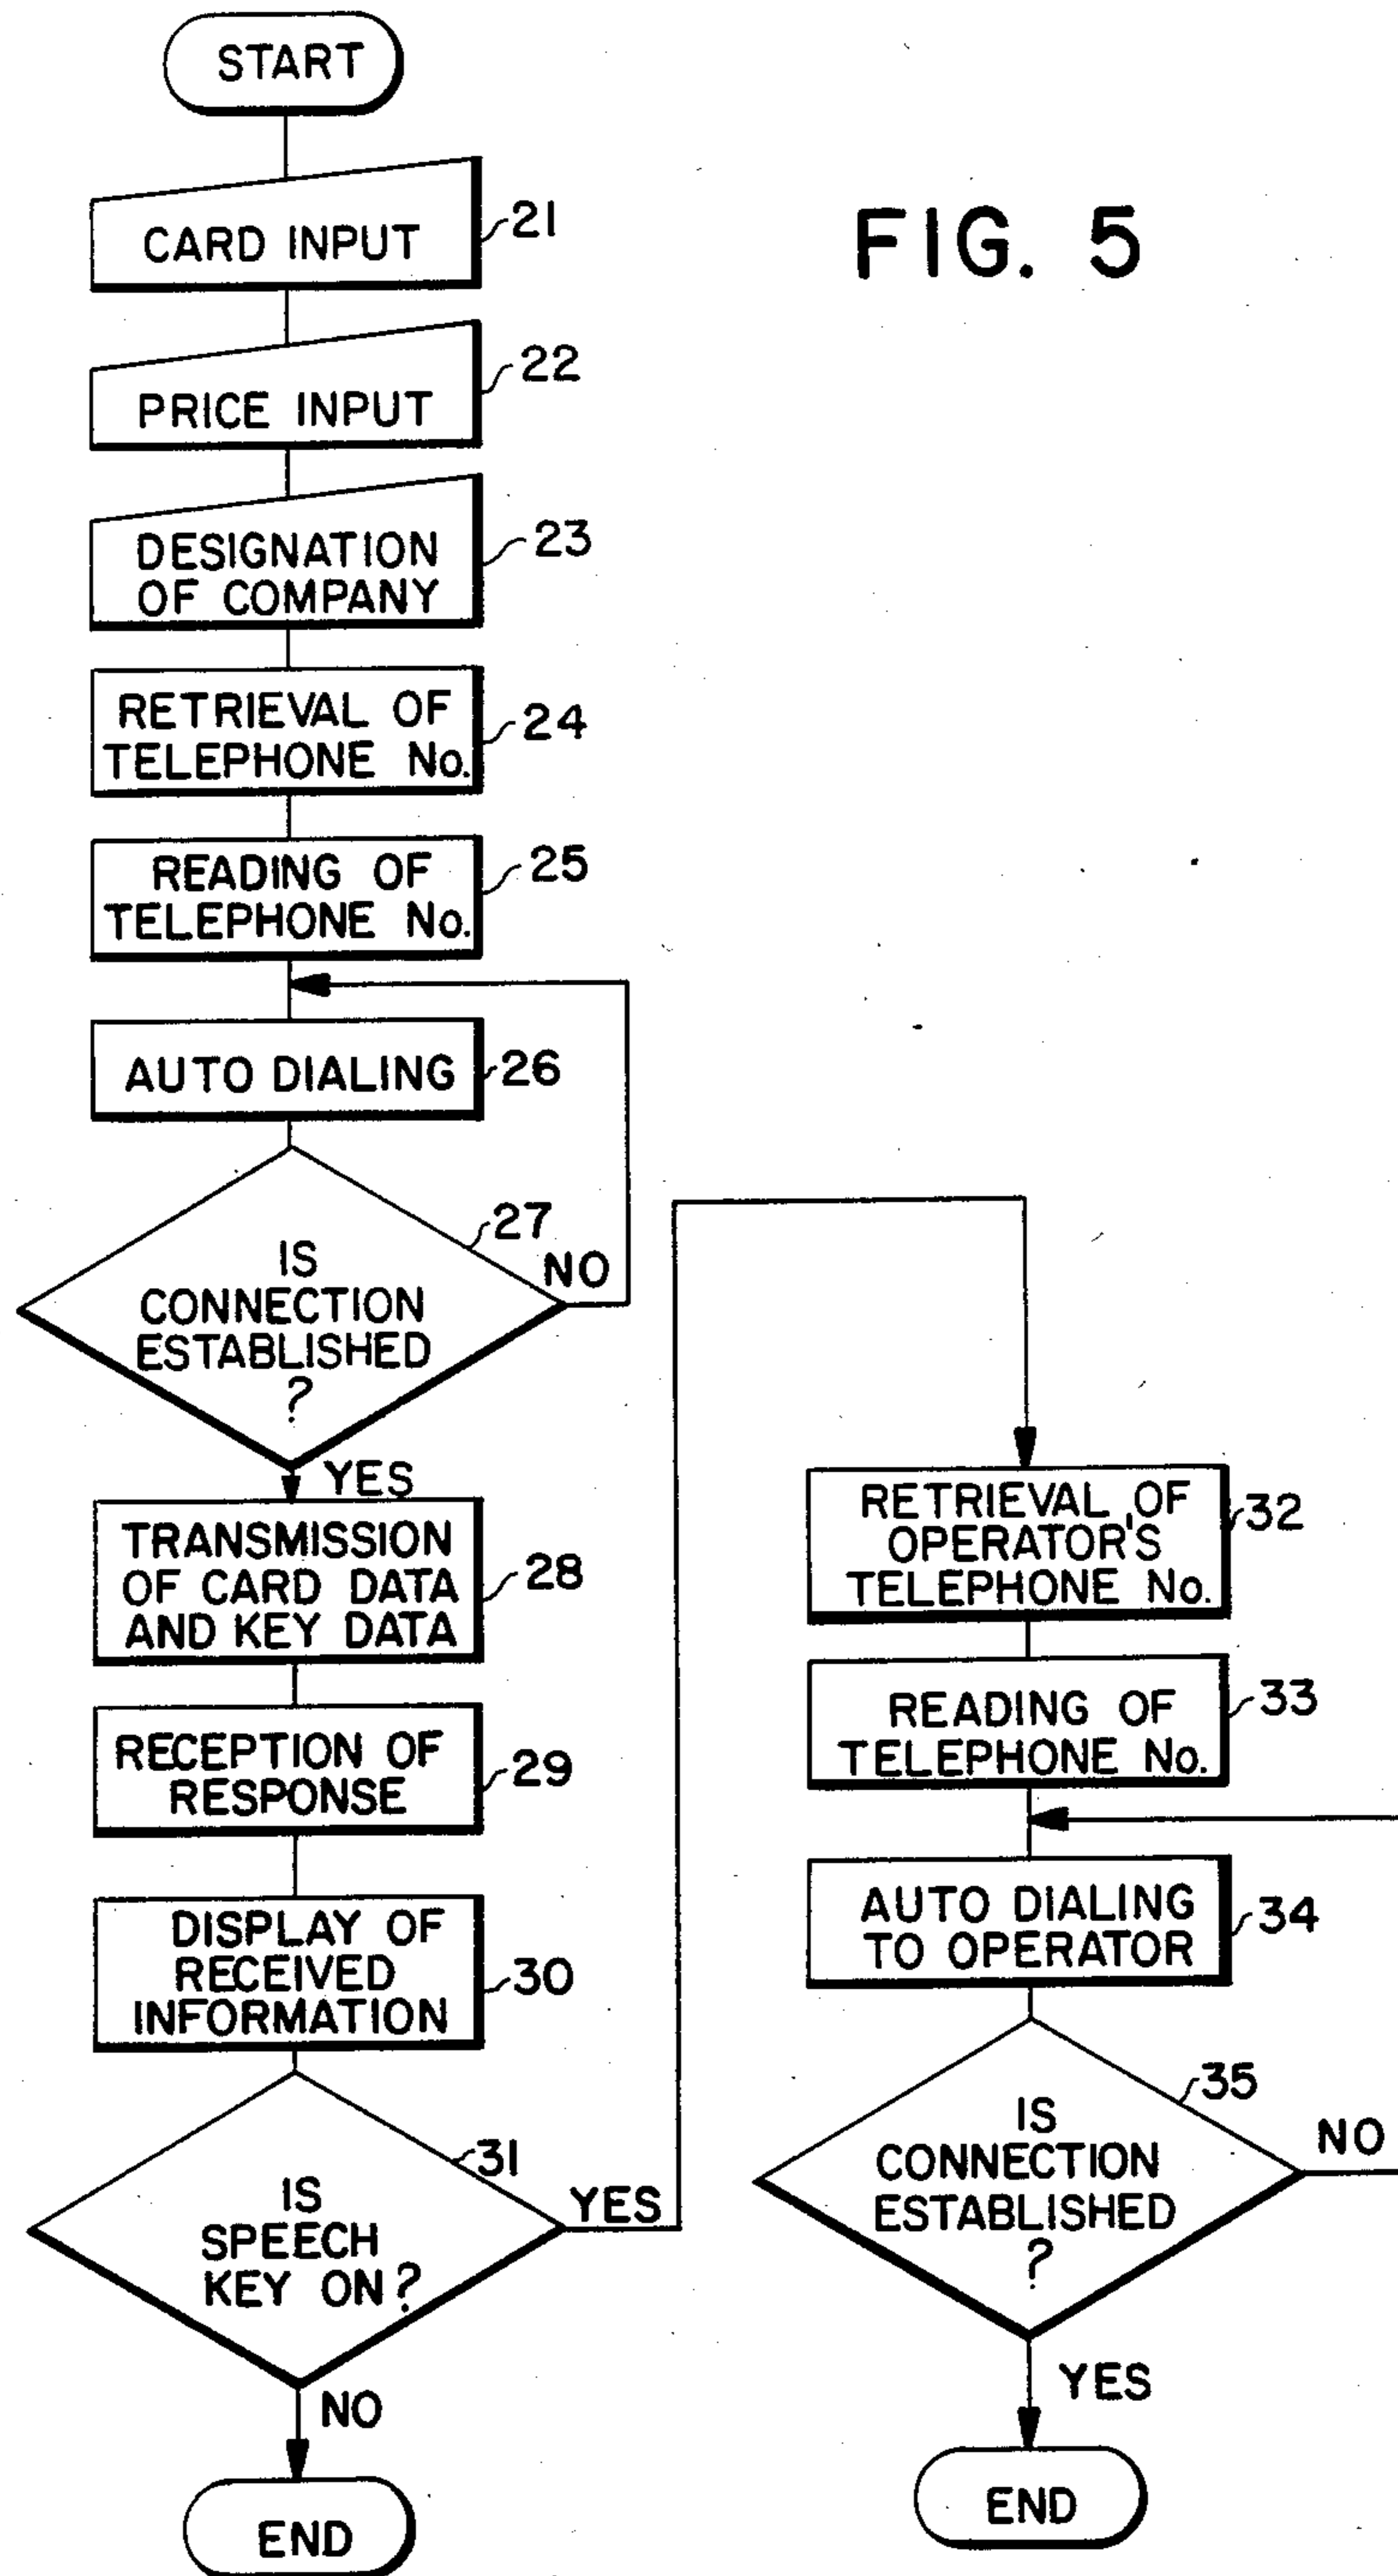 START
FIG. 5
CARD INPUT
21
PRICE INPUT
22
DESIGNATION
OF COMPANY
23
RETRIEVAL OF
TELEPHONE No.
24
READING OF
TELEPHONE No.
25
AUTO DIALING
26
IS
CONNECTION
ESTABLISHED
?
27
NO
YES
TRANSMISSION
OF CARD DATA
AND KEY DATA
28
RECEPTION OF
RESPONSE
29
DISPLAY OF
RECEIVED
INFORMATION
30
IS
SPEECH
KEY ON?
31
YES
NO
END
RETRIEVAL OF
OPERATOR'S
TELEPHONE No.
32
READING OF
TELEPHONE No.
33
AUTO DIALING
TO OPERATOR
34
IS
CONNECTION
ESTABLISHED
?
35
NO
YES
END